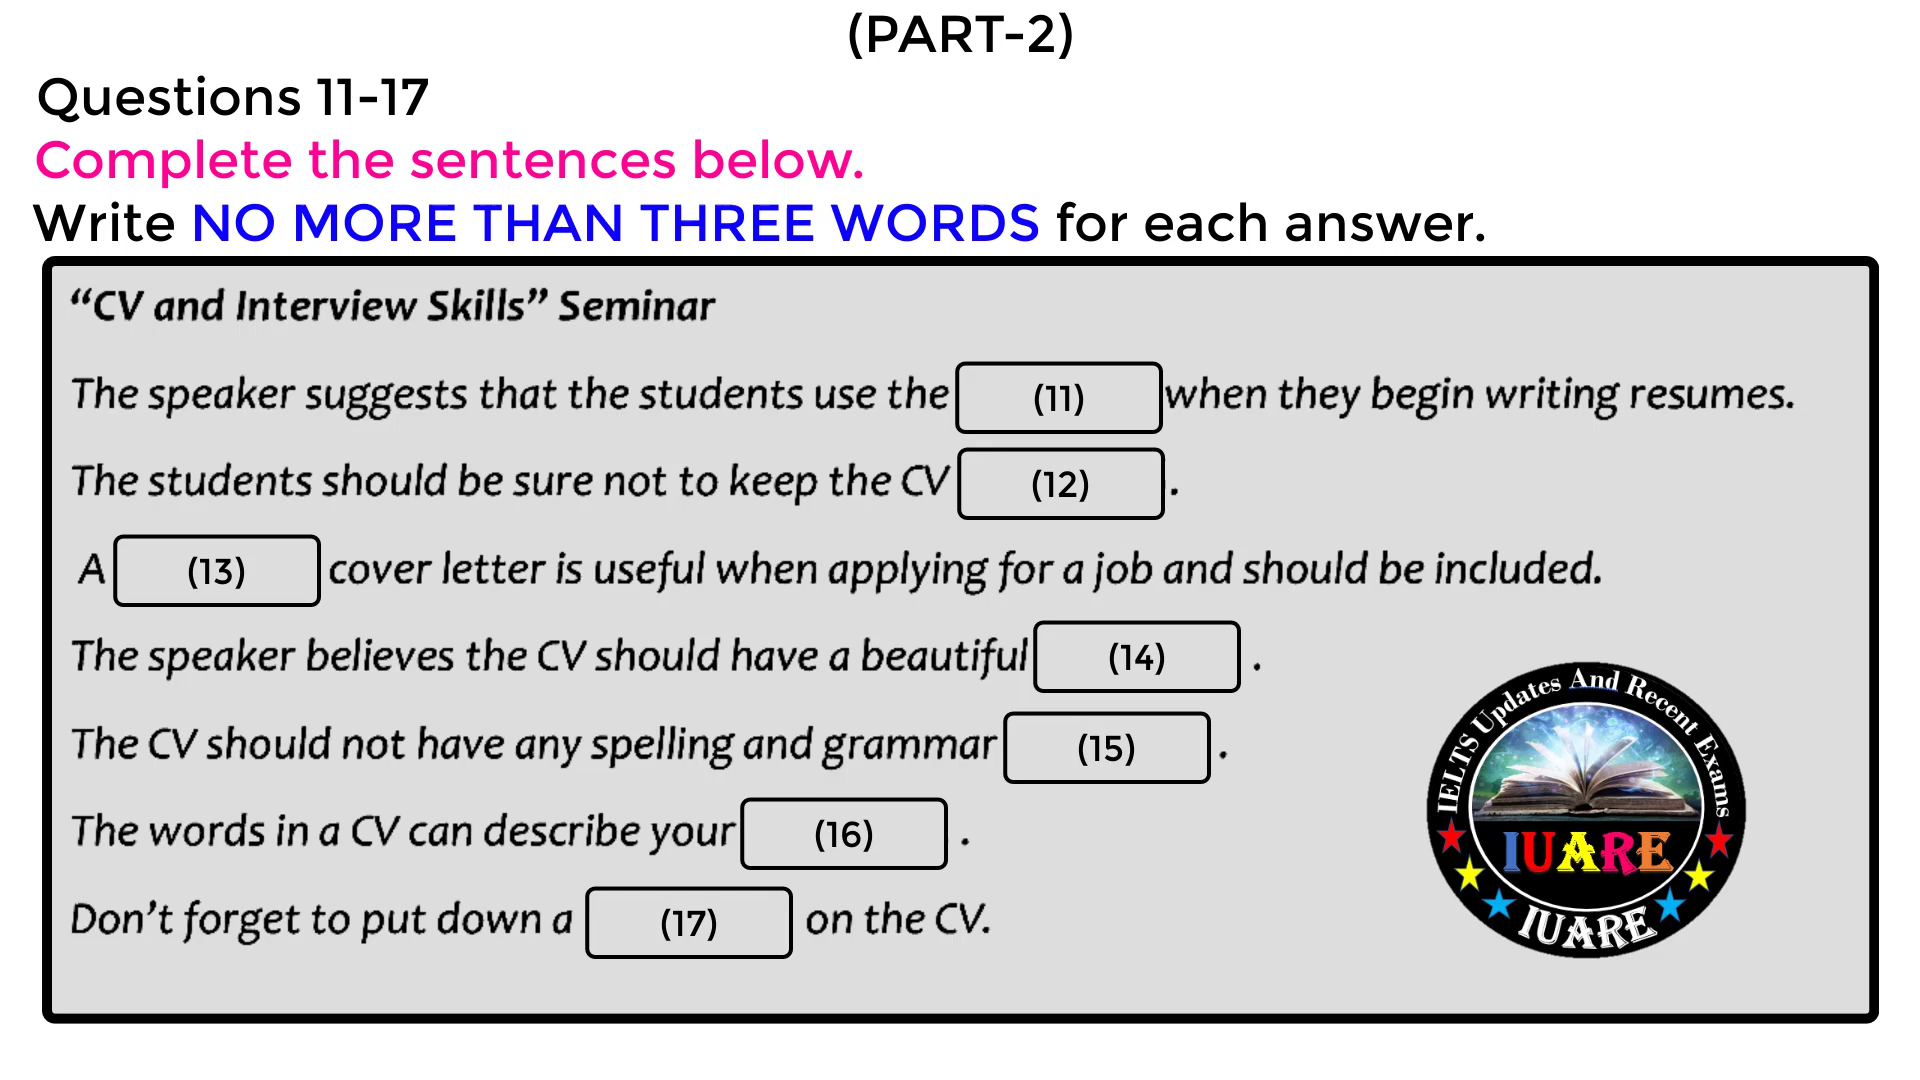 (PART-2)
Questions 11-17
Complete the sentences below.
Write NO MORE THAN THREE WORDS for each answer.
“CV and Interview Skills” Seminar
The speaker suggests that the students use the (11) when they begin writing resumes.
The students should be sure not to keep the CV (12) .
A (13) cover letter is useful when applying for a job and should be included.
The speaker believes the CV should have a beautiful (14) .
The CV should not have any spelling and grammar (15) .
The words in a CV can describe your (16) .
Don’t forget to put down a (17) on the CV.
IELTS Updates And Recent Exams
IUARE
IUARE